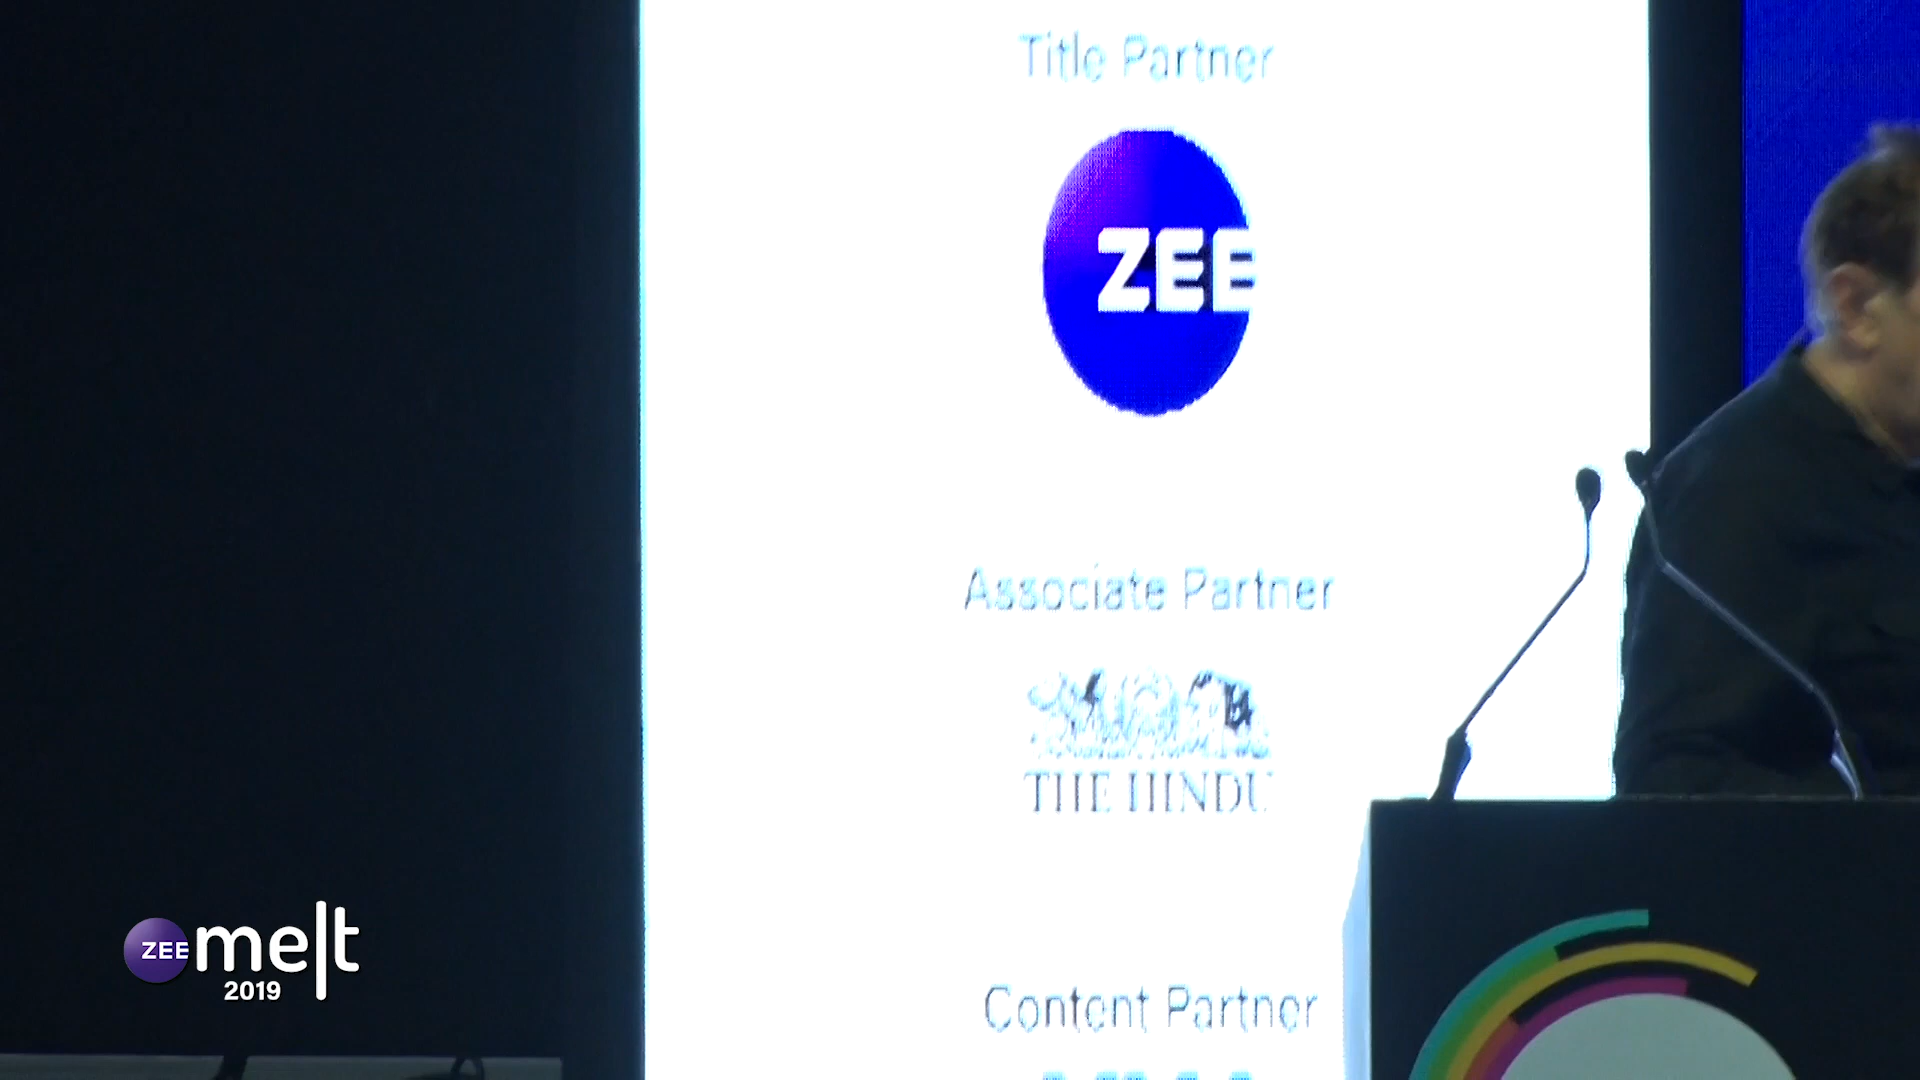 Title Partner
ZEE
Associate Partner
THE HINDU
Content Partner
ZEE melt
2019